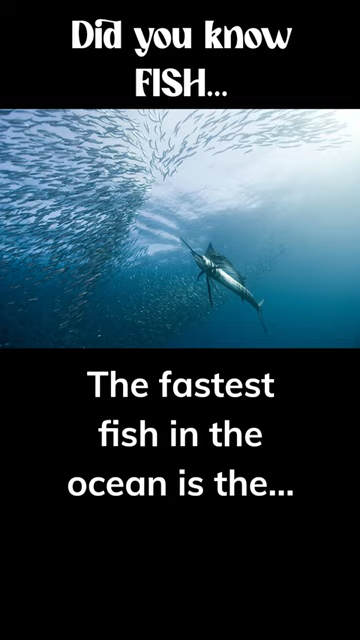 Did you know
FISH...
The fastest
fish in the
ocean is the...